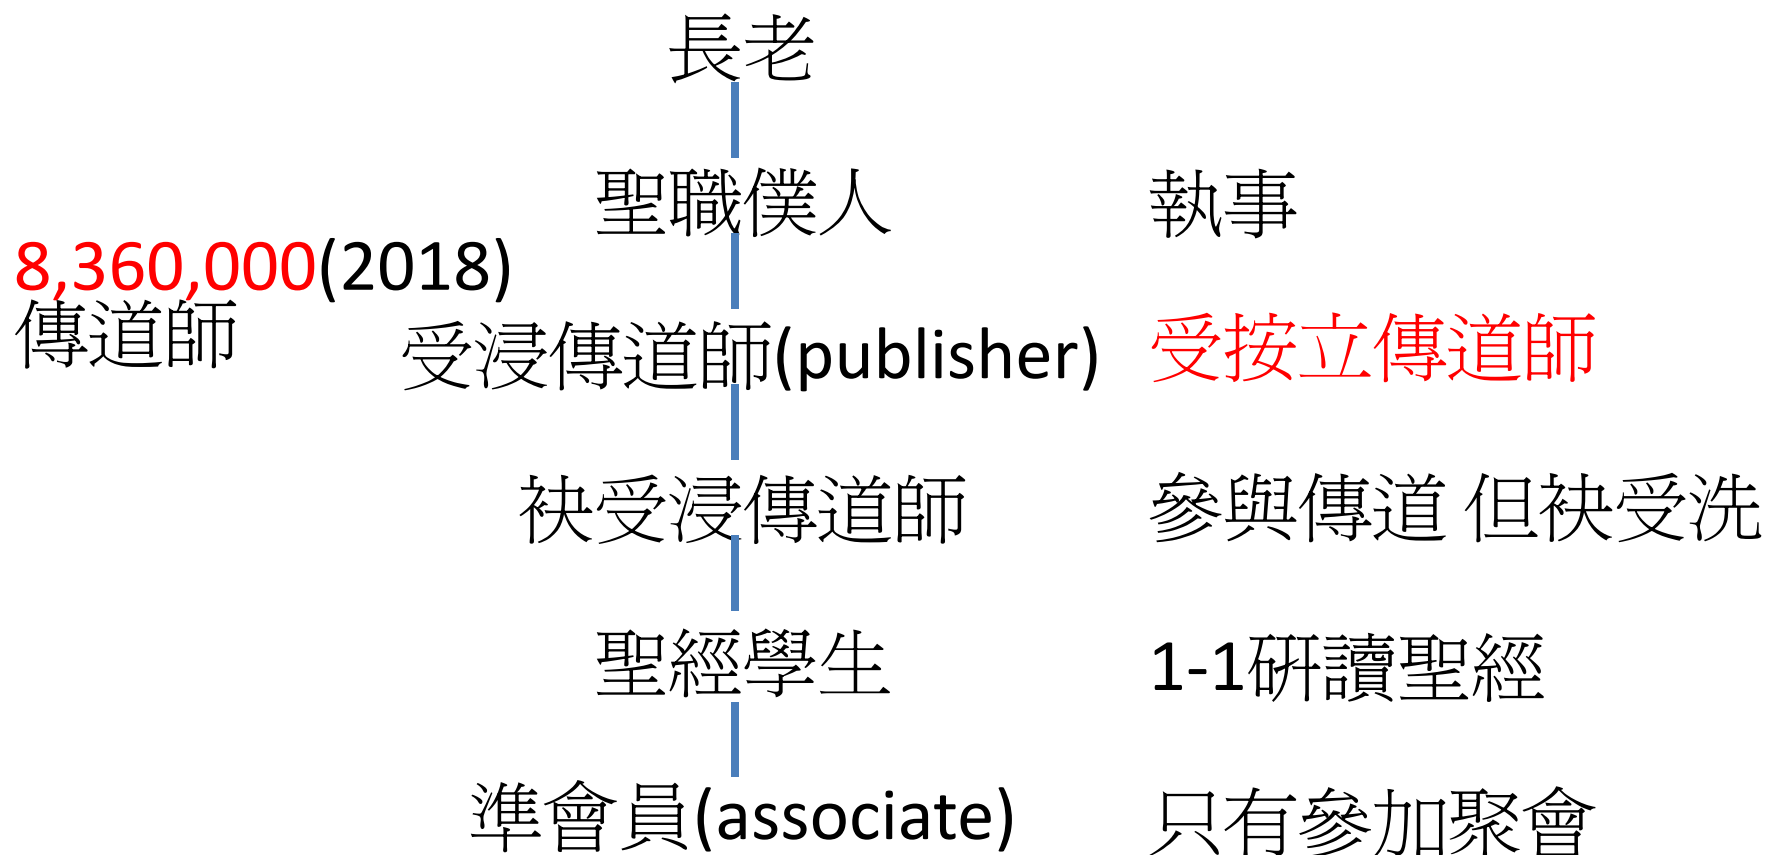 長老
聖職僕人 執事
8,360,000(2018)
傳道師
受浸傳道師(publisher) 受按立傳道師
袂受浸傳道師 參與傳道 但袂受洗
聖經學生 1-1硏讀聖經
準會員(associate) 只有參加聚會